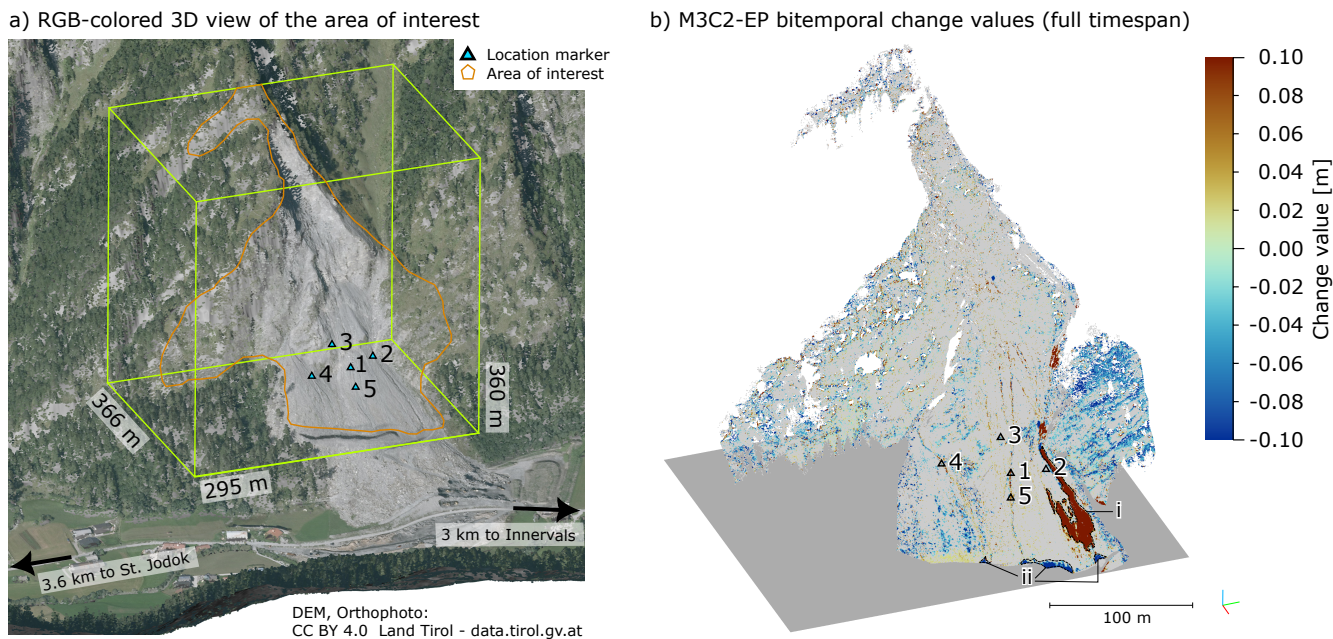 a) RGB-colored 3D view of the area of interest
Location marker
Area of interest
3
2
1
4
5
366 m
295 m
360 m
3 km to Innervals
3.6 km to St. Jodok
DEM, Orthophoto:
CC BY 4.0 Land Tirol - data.tirol.gv.at
b) M3C2-EP bitemporal change values (full timespan)
0.10
0.08
0.06
0.04
0.02
0.00
-0.02
-0.04
-0.06
-0.08
-0.10
Change value [m]
3
4
1
2
5
i
ii
100 m